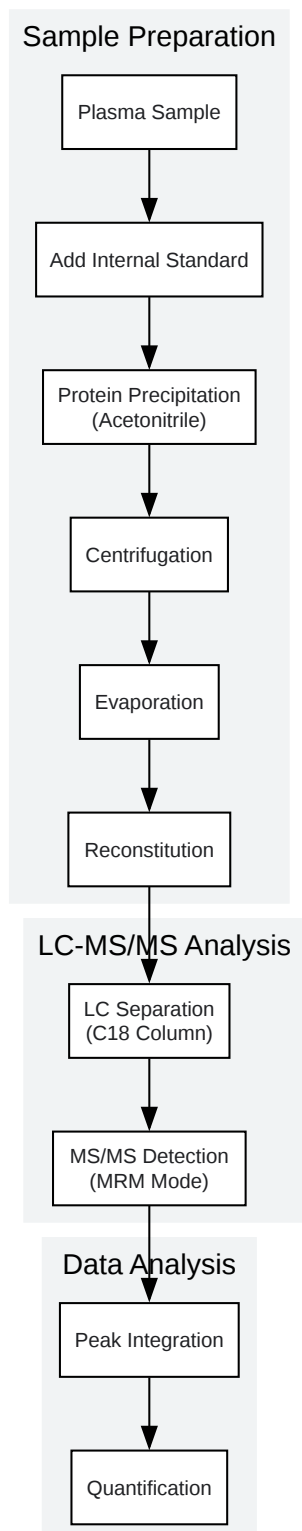 Sample Preparation
Plasma Sample
Add Internal Standard
Protein Precipitation
(Acetonitrile)
Centrifugation
Evaporation
Reconstitution
LC-MS/MS Analysis
LC Separation
(C18 Column)
MS/MS Detection
(MRM Mode)
Data Analysis
Peak Integration
Quantification